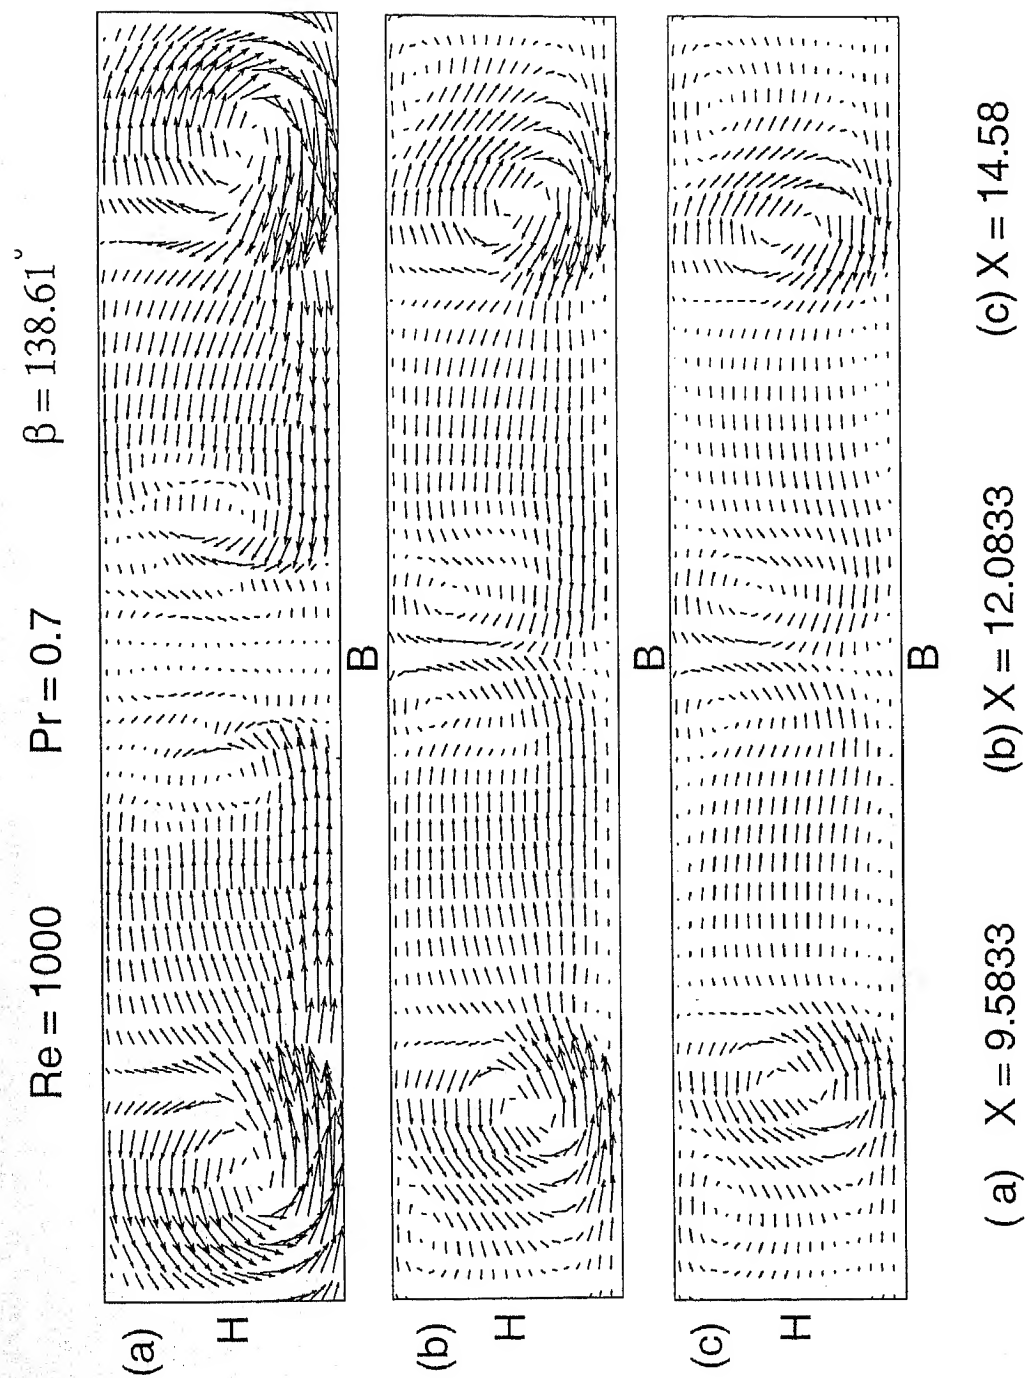 Re = 1000 Pr = 0.7 β = 138.61°
(a)
H
B
(b)
H
B
(c)
H
B
(a) X = 9.5833 (b) X = 12.0833 (c) X = 14.58